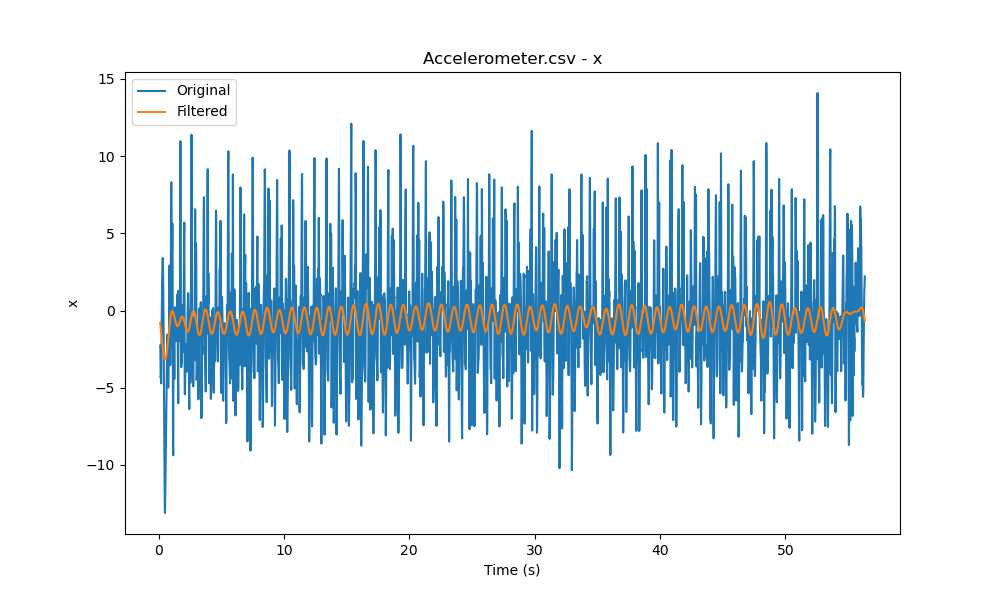 Accelerometer.csv - x
Original
Filtered
15
10
5
0
−5
−10
x
0 10 20 30 40 50
Time (s)